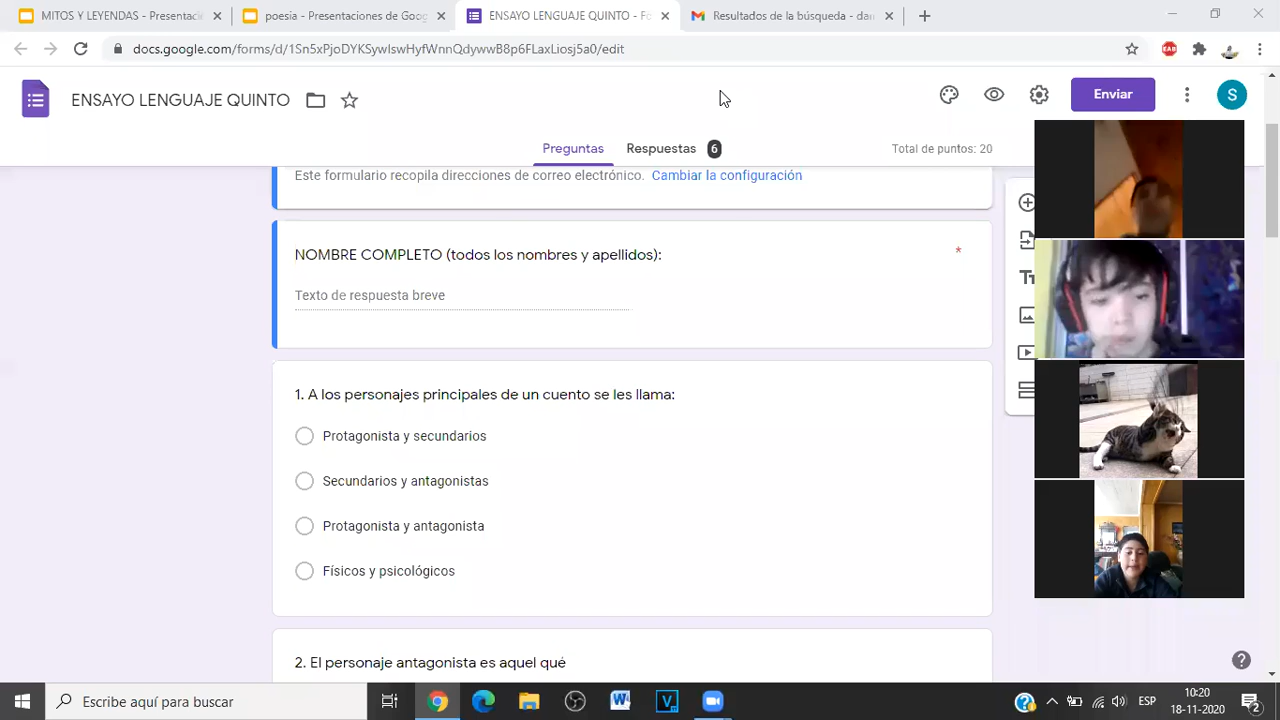 MITOS Y LEYENDAS - Presentació
poesia - Presentaciones de Goog
ENSAYO LENGUAJE QUINTO - Fo
Resultados de la búsqueda - dan
docs.google.com/forms/d/1Sn5xPjoDYKSywIswHyfWnnQdywwB8p6FLaxLiosj5a0/edit
ENSAYO LENGUAJE QUINTO
Enviar
S
Preguntas
Respuestas
6
Total de puntos: 20
Este formulario recopila direcciones de correo electrónico. Cambiar la configuración
NOMBRE COMPLETO (todos los nombres y apellidos):
*
Texto de respuesta breve
1. A los personajes principales de un cuento se les llama:
Protagonista y secundarios
Secundarios y antagonistas
Protagonista y antagonista
Físicos y psicológicos
2. El personaje antagonista es aquel qué
Escribe aquí para buscar
ESP
10:20
18-11-2020
2